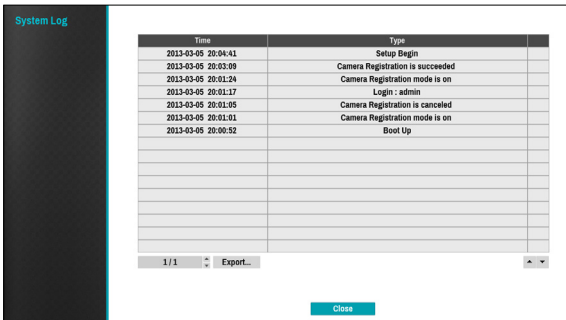 System Log
Time Type
2013-03-05 20:04:41 Setup Begin
2013-03-05 20:03:09 Camera Registration is succeeded
2013-03-05 20:01:24 Camera Registration mode is on
2013-03-05 20:01:17 Login : admin
2013-03-05 20:01:05 Camera Registration is canceled
2013-03-05 20:01:01 Camera Registration mode is on
2013-03-05 20:00:52 Boot Up
1 / 1 Export...
Close